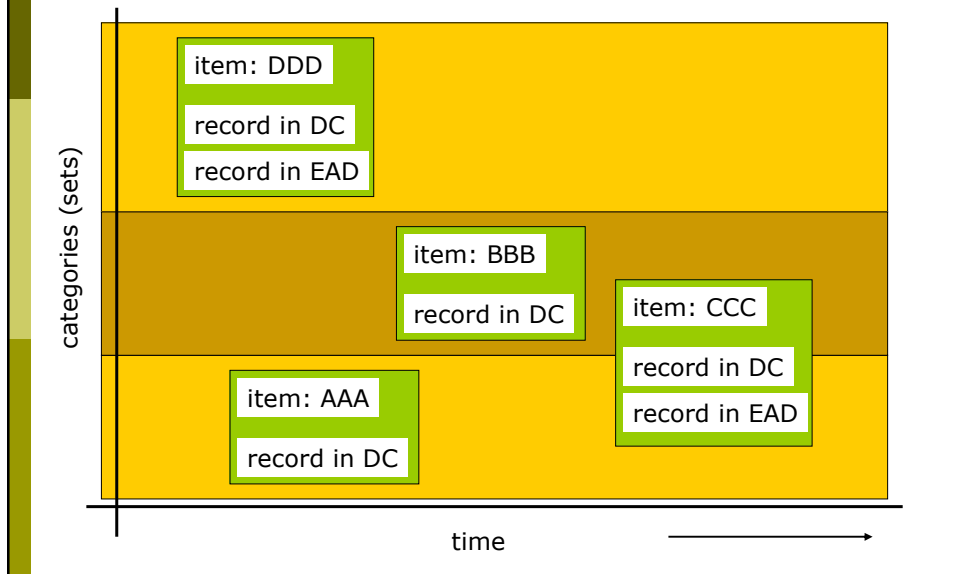 item: DDD
record in DC
record in EAD
categories (sets)
item: BBB
record in DC
item: CCC
record in DC
record in EAD
item: AAA
record in DC
time